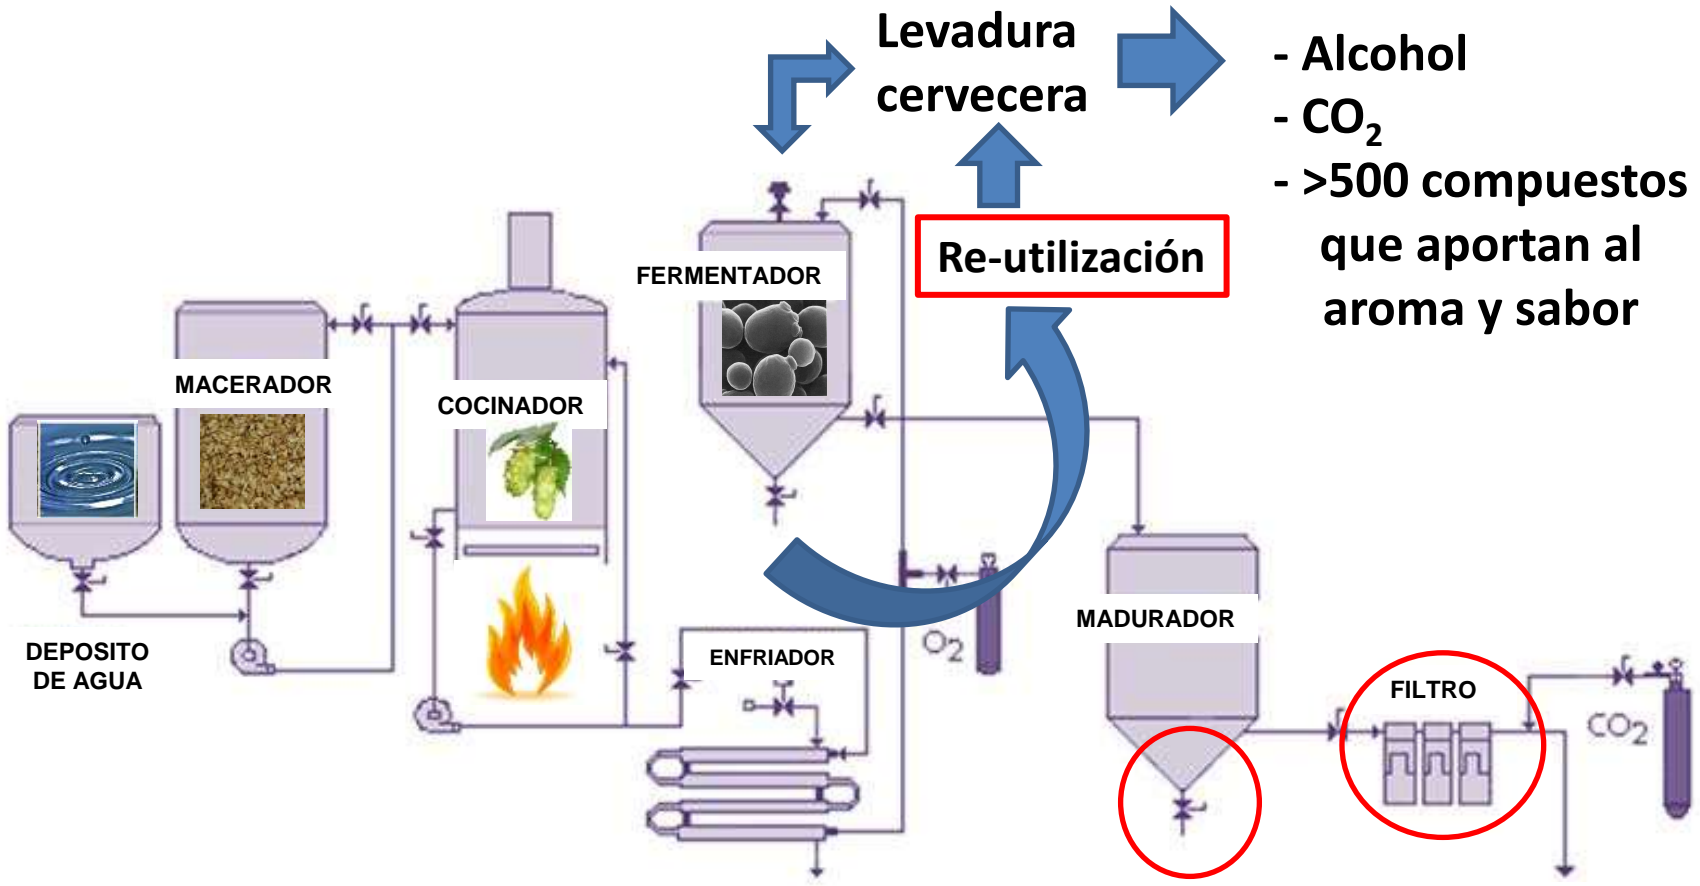 Levadura
cervecera
- Alcohol
- CO₂
- >500 compuestos
que aportan al
aroma y sabor
Re-utilización
FERMENTADOR
MACERADOR
COCINADOR
DEPOSITO
DE AGUA
ENFRIADOR
O₂
MADURADOR
FILTRO
CO₂